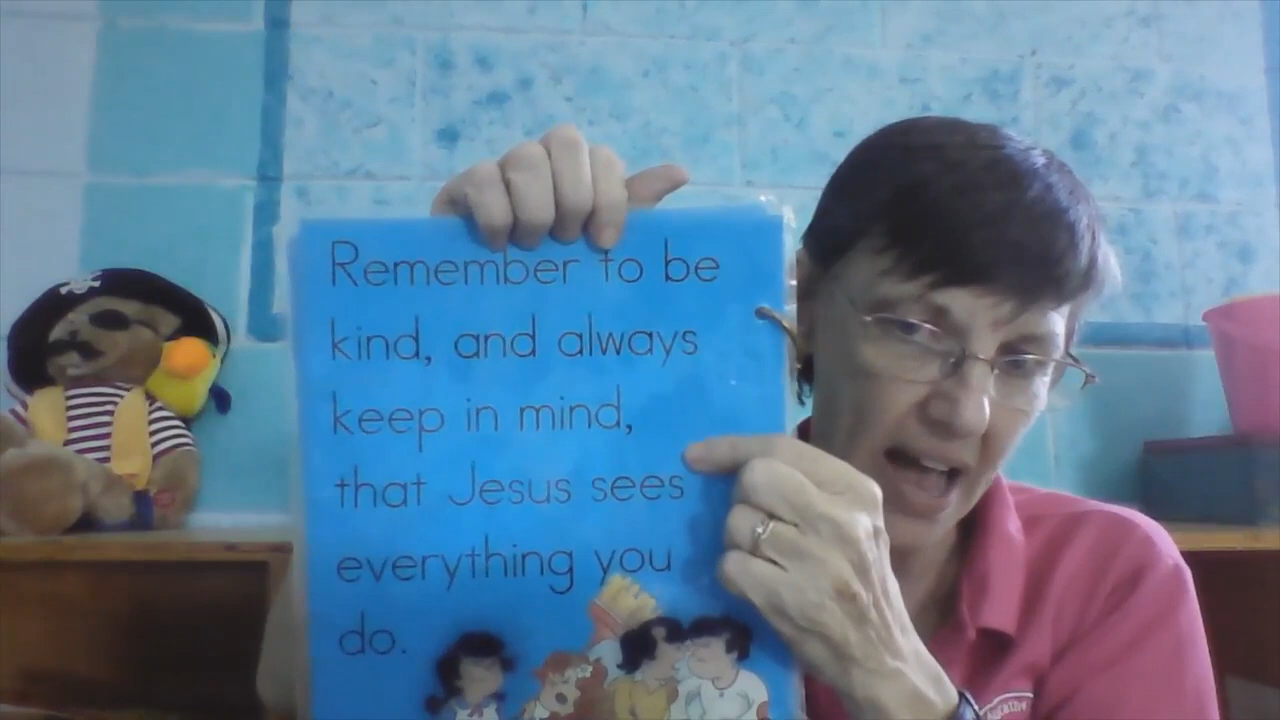 Remember to be
kind, and always
keep in mind,
that Jesus sees
everything you
do.